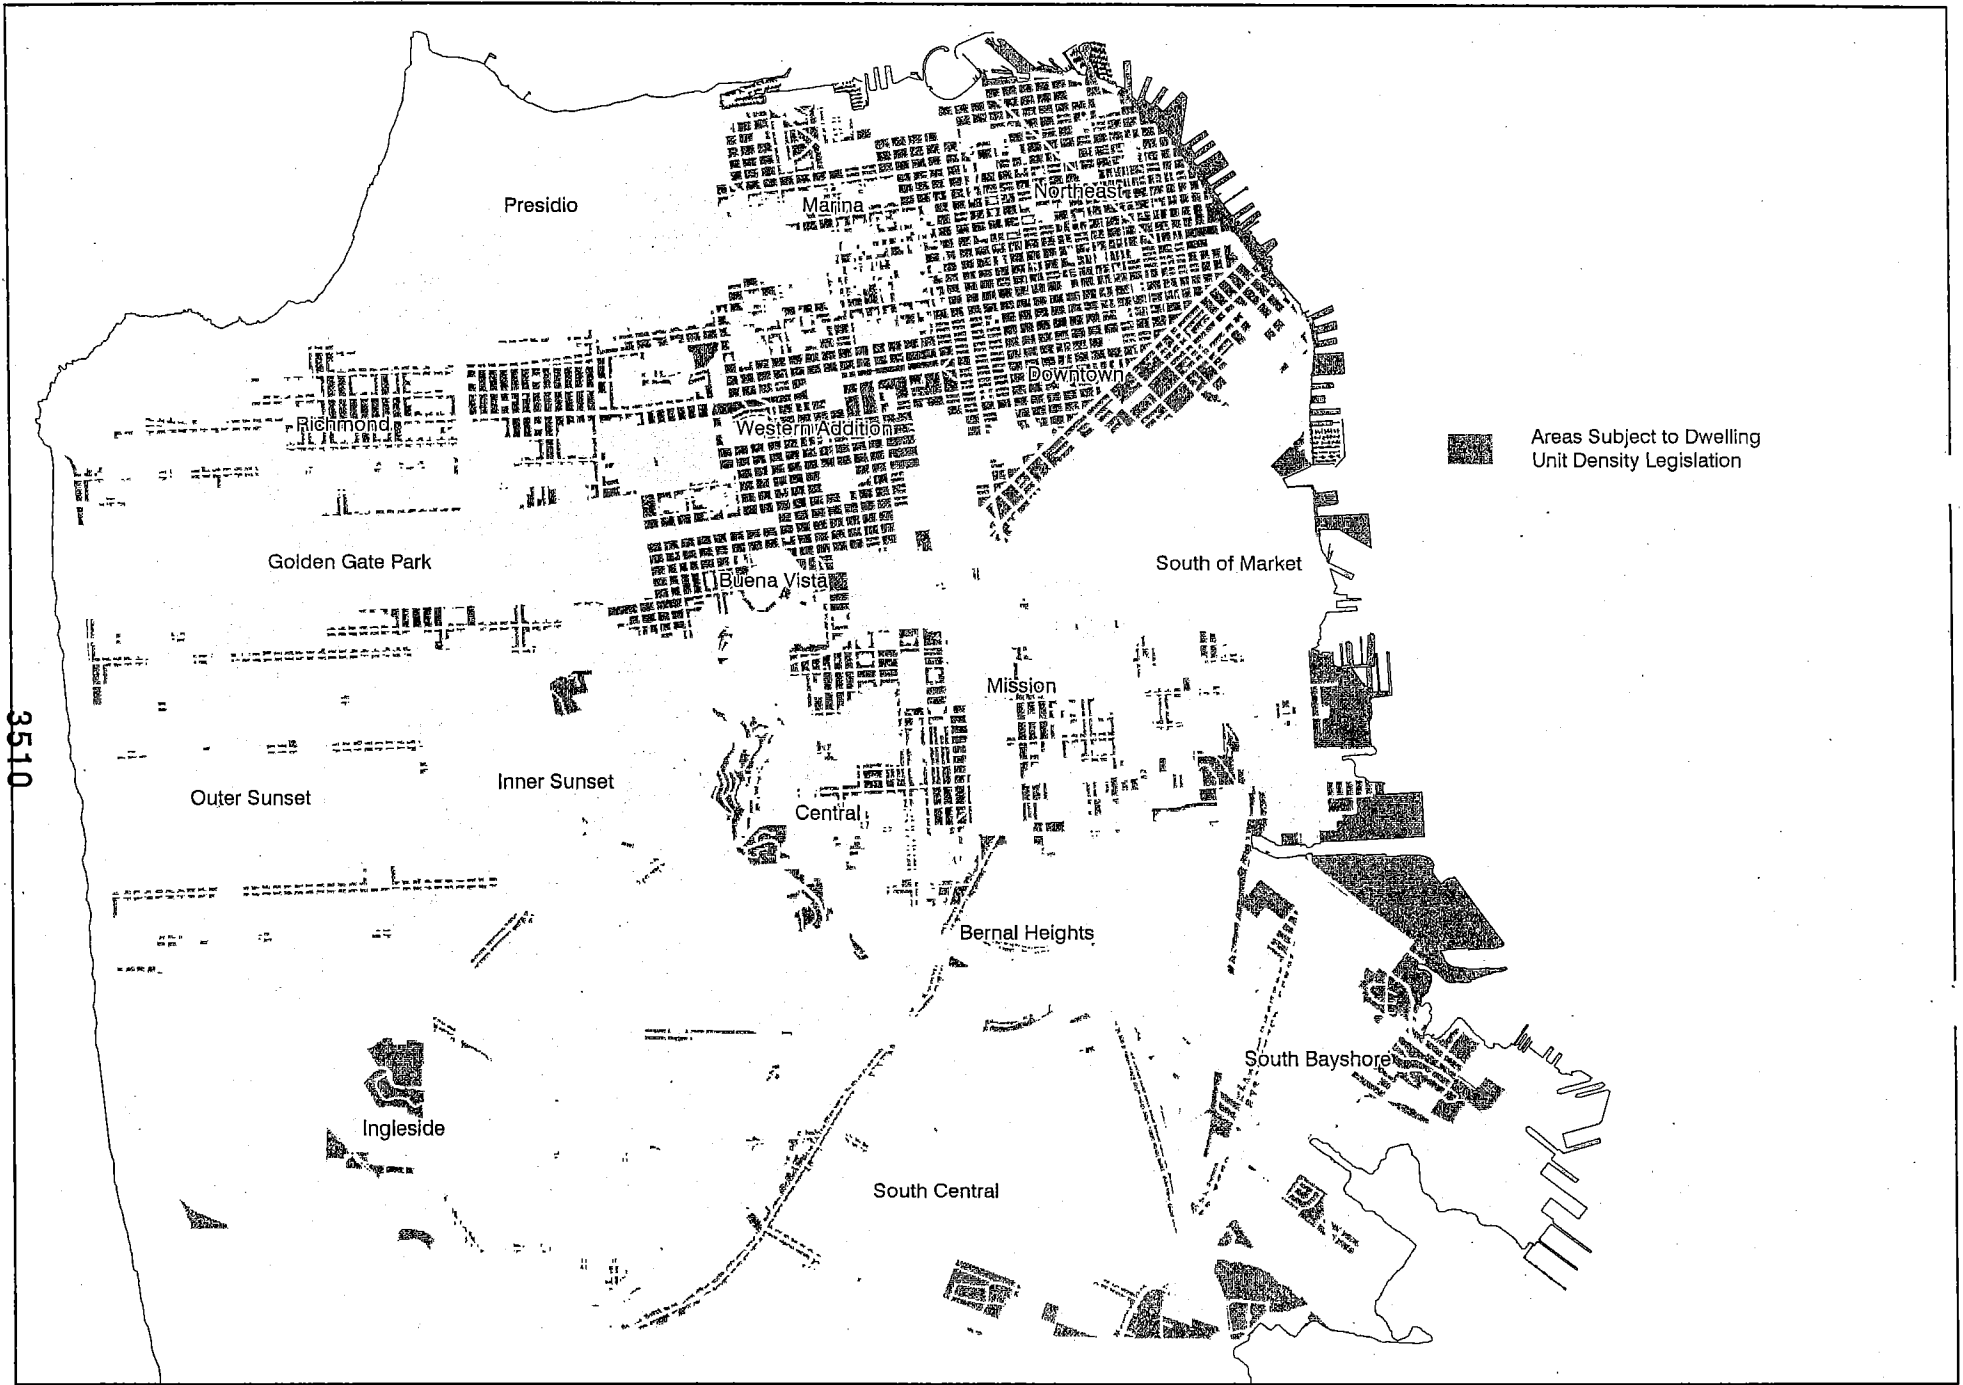 Presidio
Marina
Northeast
Downtown
Richmond
Western Addition
Areas Subject to Dwelling
Unit Density Legislation
Golden Gate Park
Buena Vista
South of Market
Mission
3510
Outer Sunset
Inner Sunset
Central
Bernal Heights
South Bayshore
Ingleside
South Central